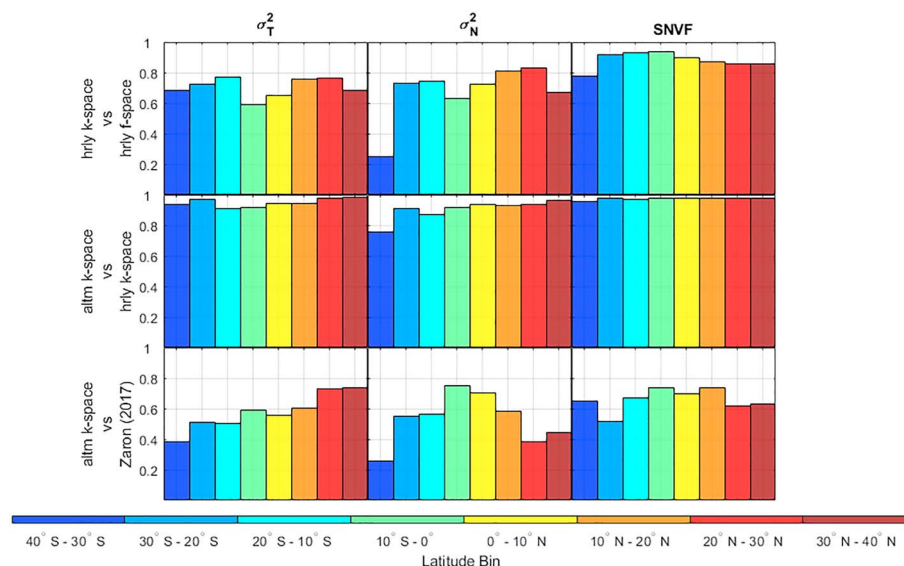 σ²T σ²N SNVF
hrly k-space
vs
hrly f-space
1
0.8
0.6
0.4
0.2
altm k-space
vs
hrly k-space
1
0.8
0.6
0.4
0.2
altm k-space
vs
Zaron (2017)
1
0.8
0.6
0.4
0.2
40° S - 30° S 30° S - 20° S 20° S - 10° S 10° S - 0° 0° - 10° N 10° N - 20° N 20° N - 30° N 30° N - 40° N
Latitude Bin